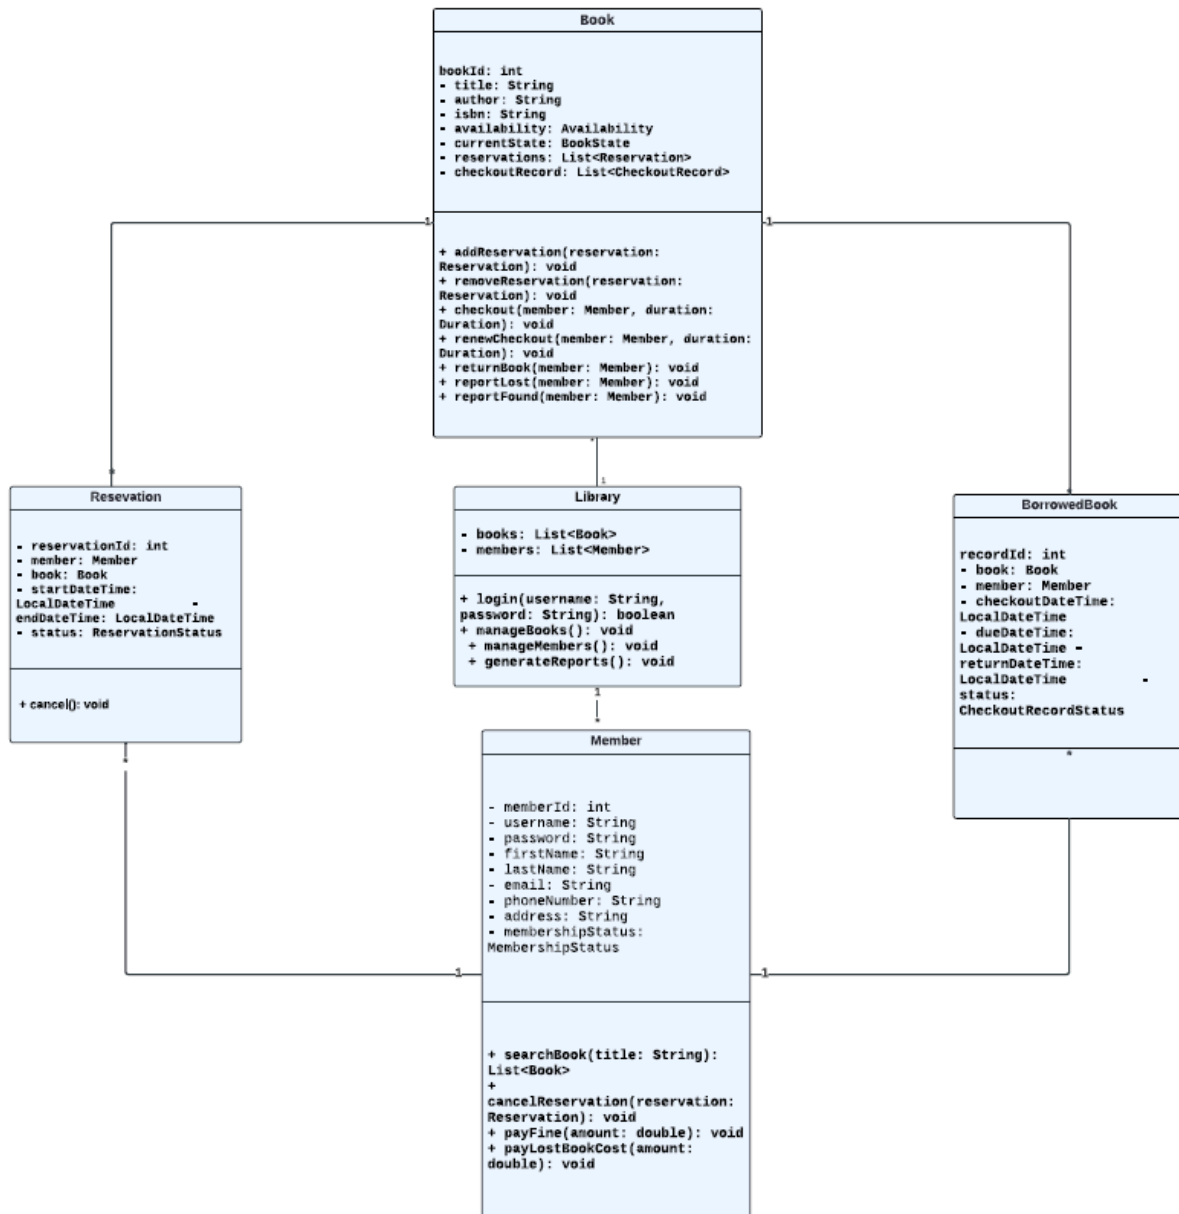 Book
bookId: int
- title: String
- author: String
- isbn: String
- availability: Availability
- currentState: BookState
- reservations: List<Reservation>
- checkoutRecord: List<CheckoutRecord>
1
1
+ addReservation(reservation:
Reservation): void
+ removeReservation(reservation:
Reservation): void
+ checkout(member: Member, duration:
Duration): void
+ renewCheckout(member: Member, duration:
Duration): void
+ returnBook(member: Member): void
+ reportLost(member: Member): void
+ reportFound(member: Member): void
*
*
1
*
Resevation
- reservationId: int
- member: Member
- book: Book
- startDateTime:
LocalDateTime -
endDateTime: LocalDateTime
- status: ReservationStatus
+ cancel(): void
*
Library
- books: List<Book>
- members: List<Member>
+ login(username: String,
password: String): boolean
+ manageBooks(): void
+ manageMembers(): void
+ generateReports(): void
1
*
BorrowedBook
recordId: int
- book: Book
- member: Member
- checkoutDateTime:
LocalDateTime
- dueDateTime:
LocalDateTime -
returnDateTime:
LocalDateTime -
status:
CheckoutRecordStatus
*
Member
- memberId: int
- username: String
- password: String
- firstName: String
- lastName: String
- email: String
- phoneNumber: String
- address: String
- membershipStatus:
MembershipStatus
1
1
+ searchBook(title: String):
List<Book>
+
cancelReservation(reservation:
Reservation): void
+ payFine(amount: double): void
+ payLostBookCost(amount:
double): void